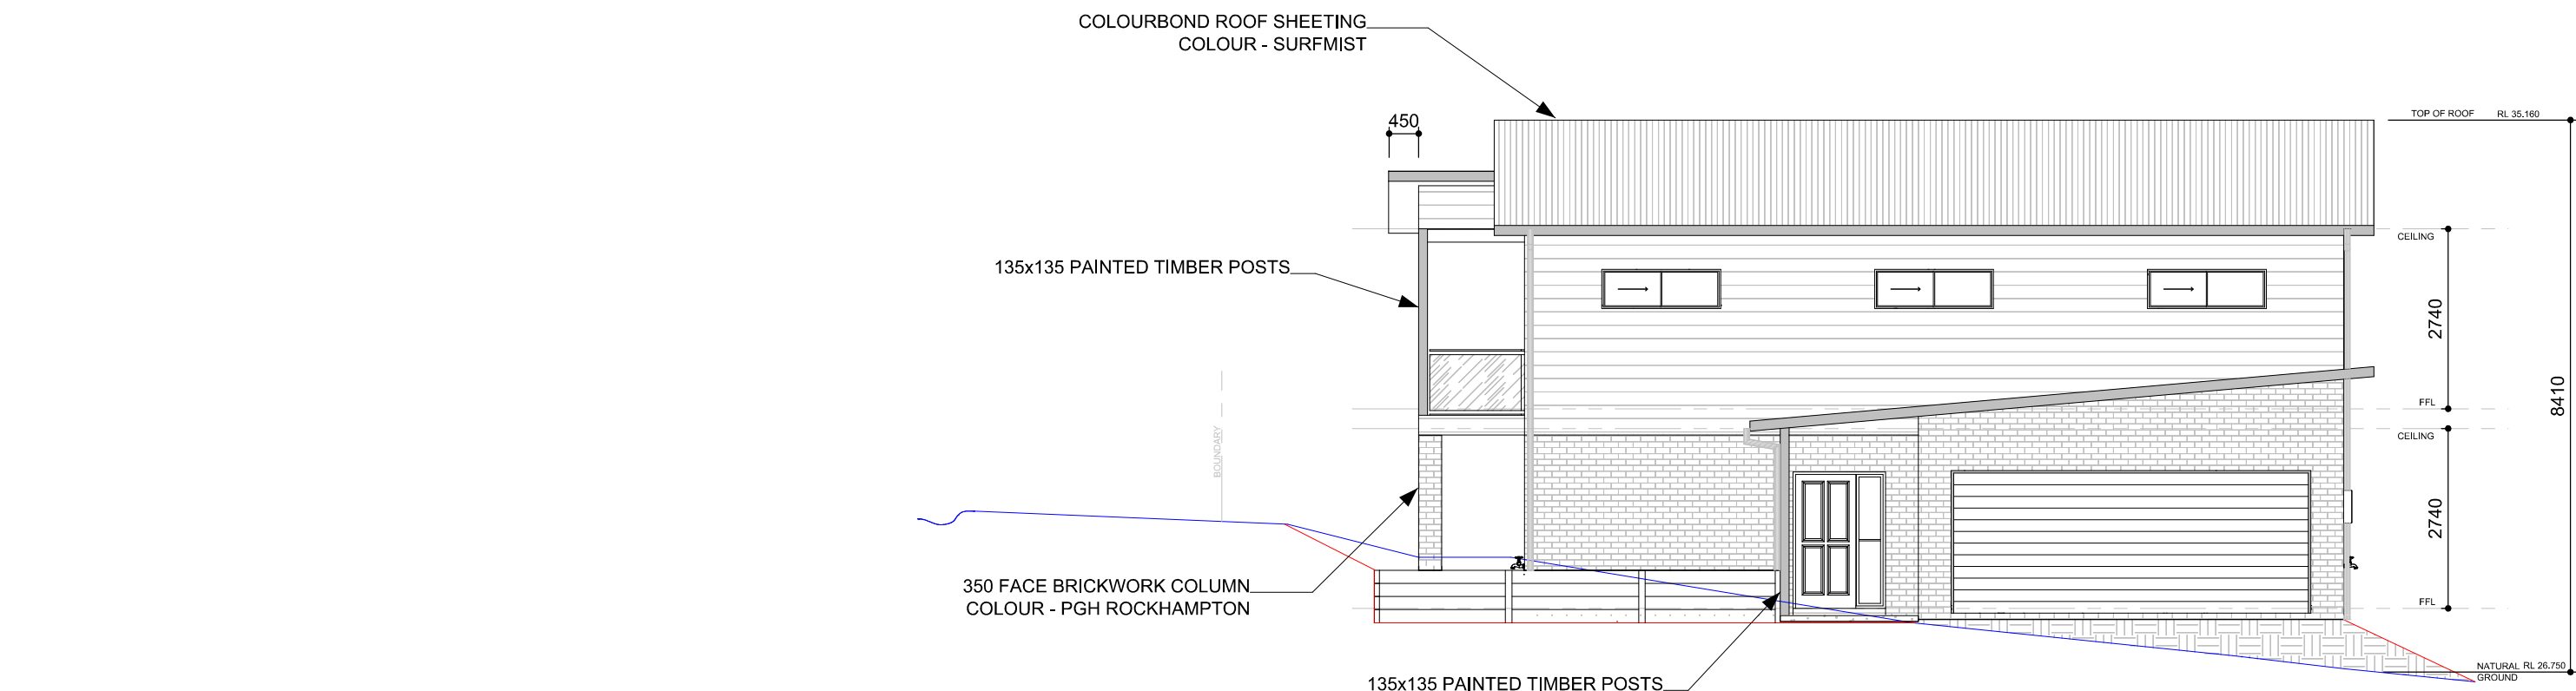 COLOURBOND ROOF SHEETING
COLOUR - SURFMIST
TOP OF ROOF RL 35.160
450
CEILING
135x135 PAINTED TIMBER POSTS
2740
8410
FFL
CEILING
BOUNDARY
2740
350 FACE BRICKWORK COLUMN
COLOUR - PGH ROCKHAMPTON
FFL
NATURAL RL 26.750
GROUND
135x135 PAINTED TIMBER POSTS